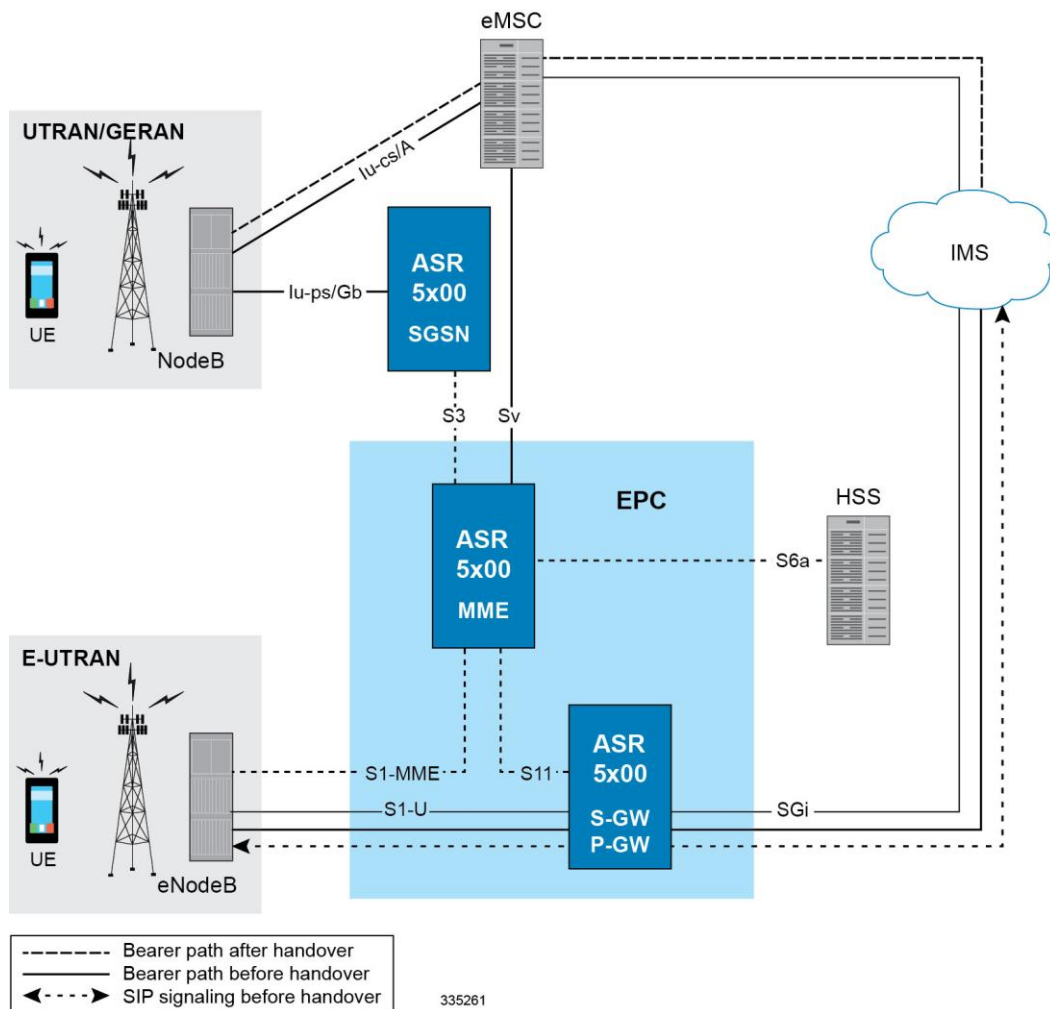 eMSC
UTRAN/GERAN
Iu-cs/A
ASR
5x00
SGSN
IMS
Iu-ps/Gb
UE
NodeB
S3
Sv
EPC
HSS
ASR
5x00
MME
S6a
E-UTRAN
ASR
5x00
S-GW
P-GW
S1-MME
S11
S1-U
SGi
UE
eNodeB
Bearer path after handover
Bearer path before handover
SIP signaling before handover
335261